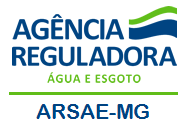 AGÊNCIA
REGULADORA
ÁGUA E ESGOTO
ARSAE-MG